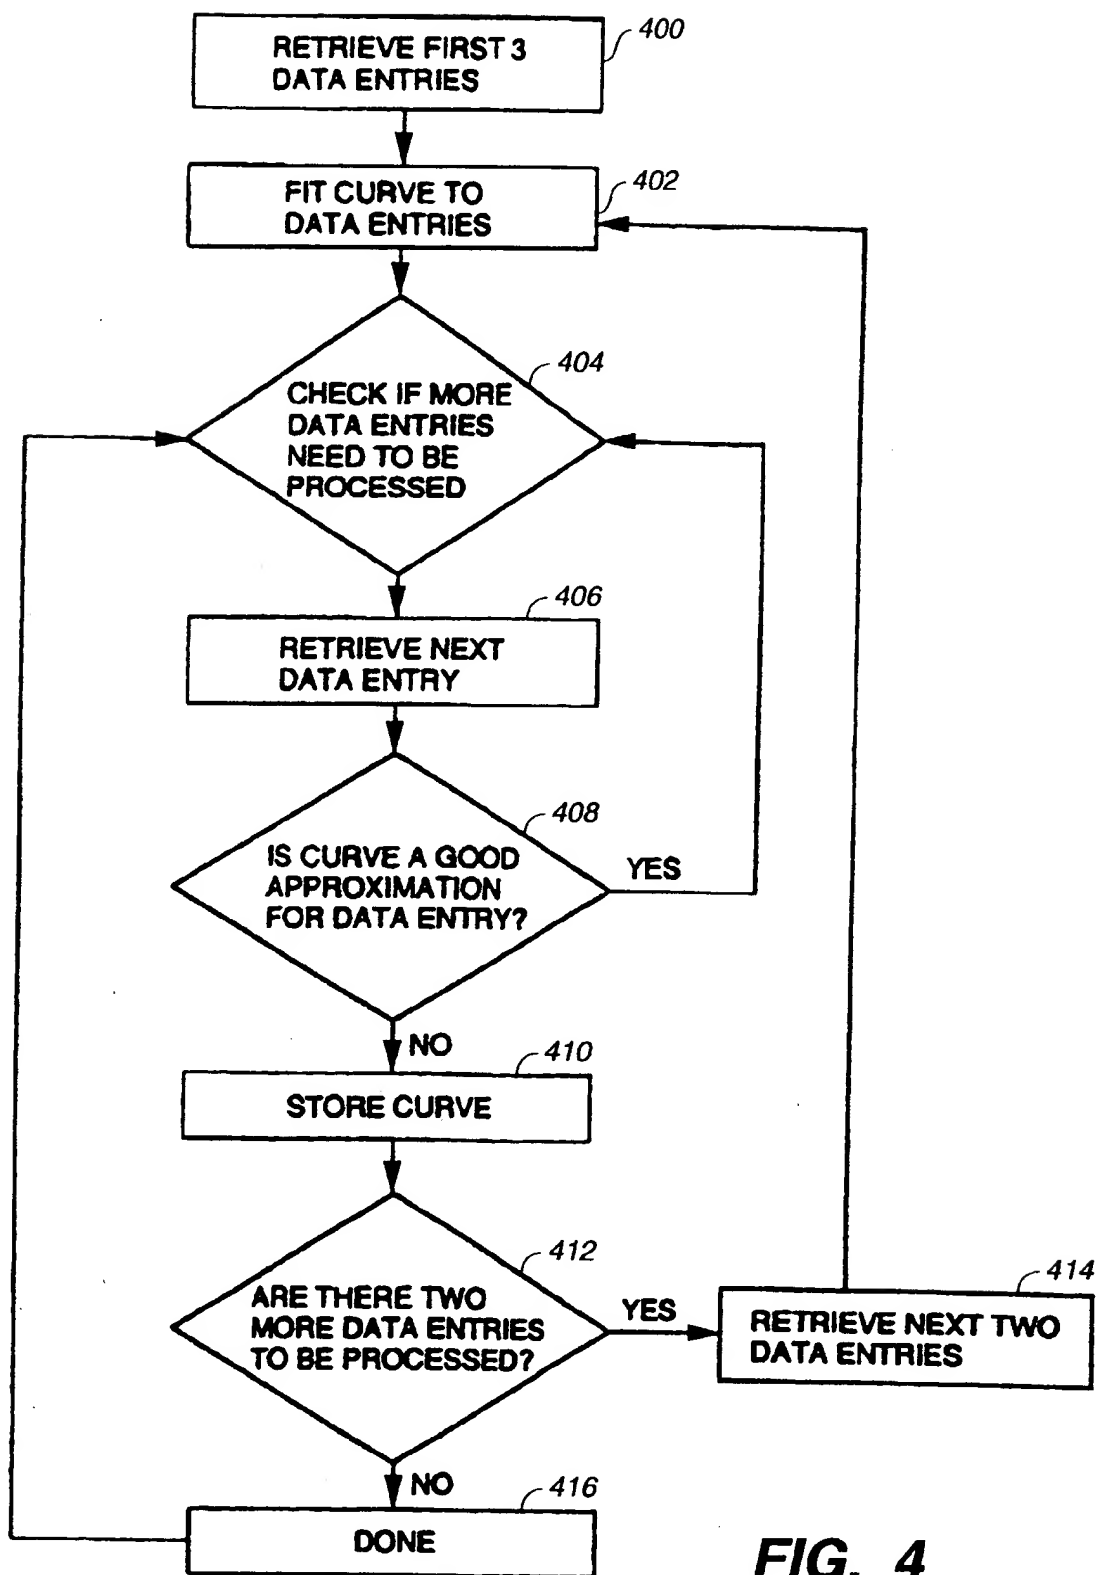 RETRIEVE FIRST 3
DATA ENTRIES
400
FIT CURVE TO
DATA ENTRIES
402
CHECK IF MORE
DATA ENTRIES
NEED TO BE
PROCESSED
404
RETRIEVE NEXT
DATA ENTRY
406
IS CURVE A GOOD
APPROXIMATION
FOR DATA ENTRY?
408
YES
NO
STORE CURVE
410
ARE THERE TWO
MORE DATA ENTRIES
TO BE PROCESSED?
412
YES
RETRIEVE NEXT TWO
DATA ENTRIES
414
NO
DONE
416
FIG. 4